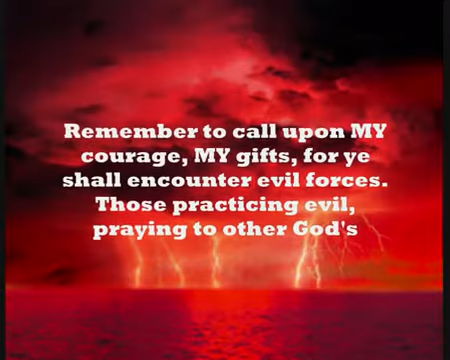 Remember to call upon MY
courage, MY gifts, for ye
shall encounter evil forces.
Those practicing evil,
praying to other God's